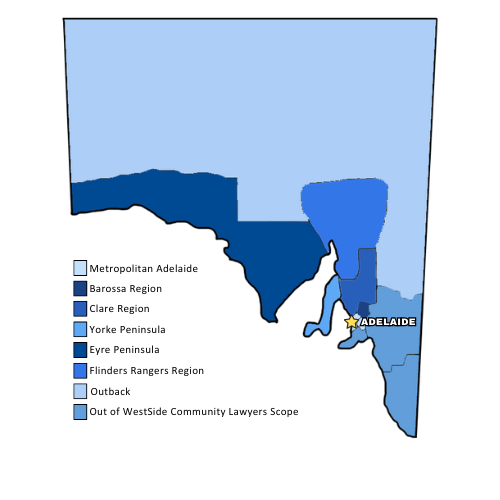 Metropolitan Adelaide
Barossa Region
Clare Region
ADELAIDE
Yorke Peninsula
Eyre Peninsula
Flinders Rangers Region
Outback
Out of WestSide Community Lawyers Scope